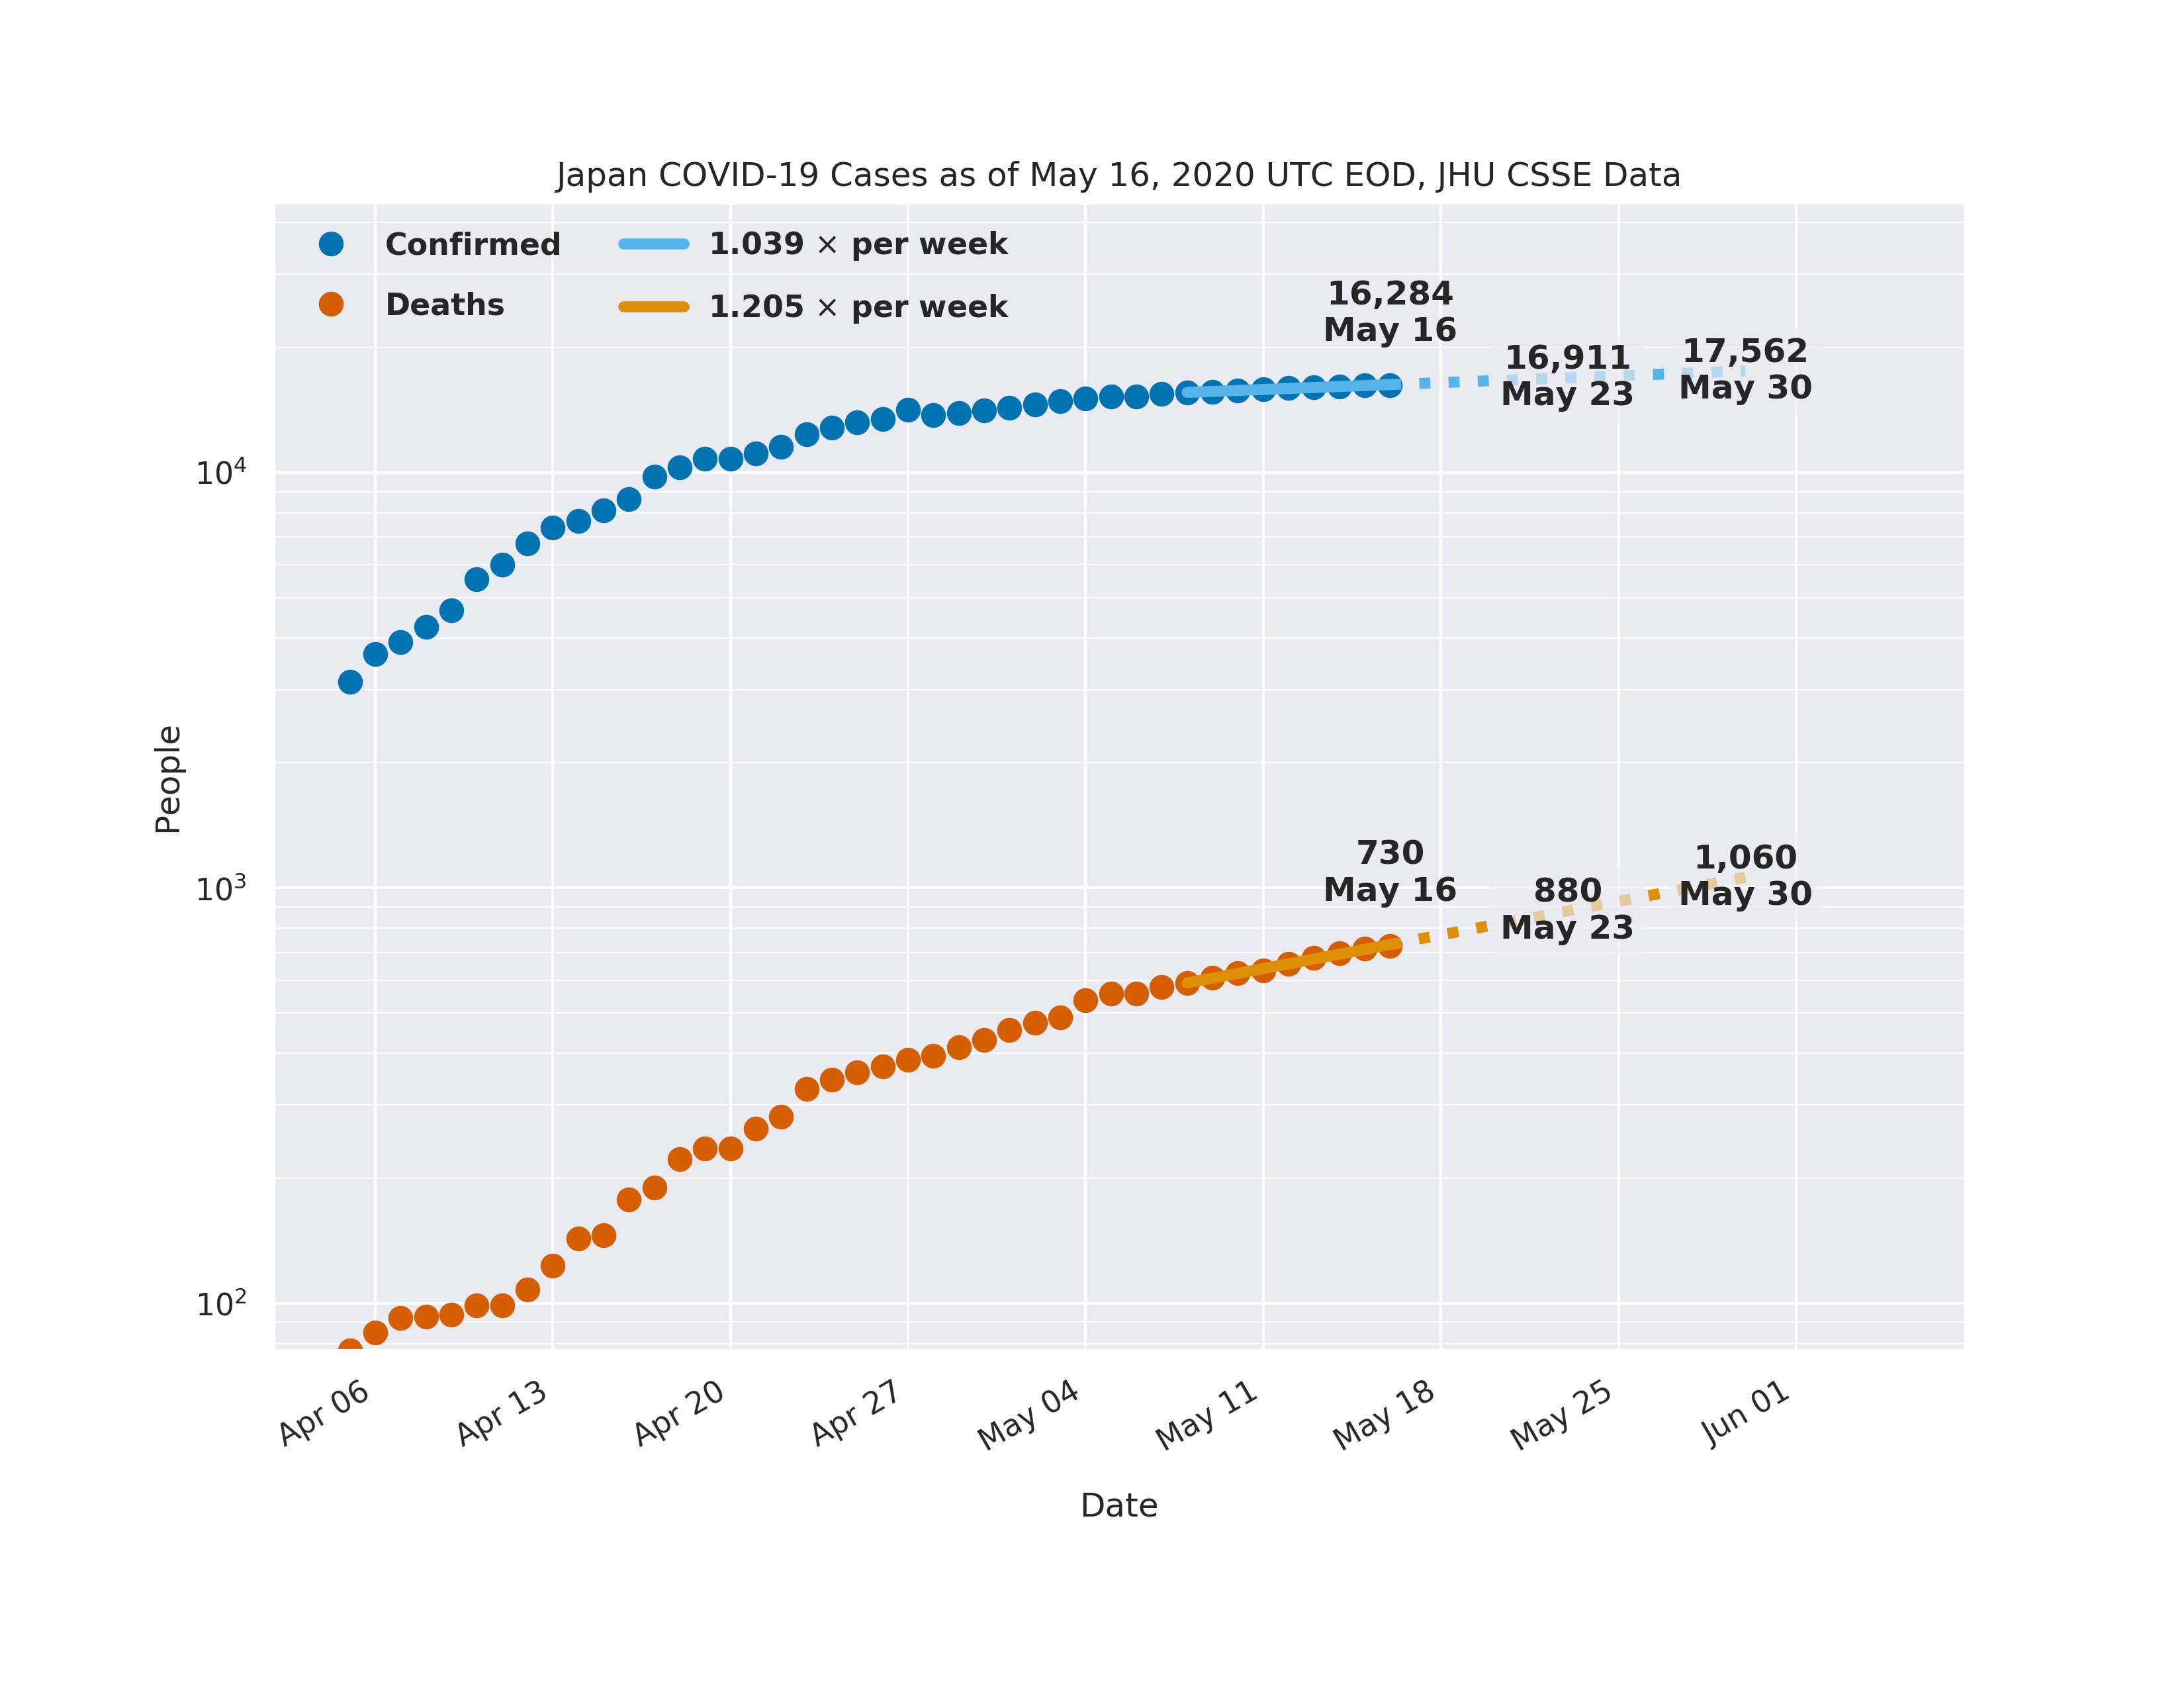 Japan COVID-19 Cases as of May 16, 2020 UTC EOD, JHU CSSE Data
Confirmed
Deaths
1.039 × per week
1.205 × per week
16,284
May 16
16,911
May 23
17,562
May 30
730
May 16
880
May 23
1,060
May 30
People
10⁴
10³
10²
Apr 06
Apr 13
Apr 20
Apr 27
May 04
May 11
May 18
May 25
Jun 01
Date